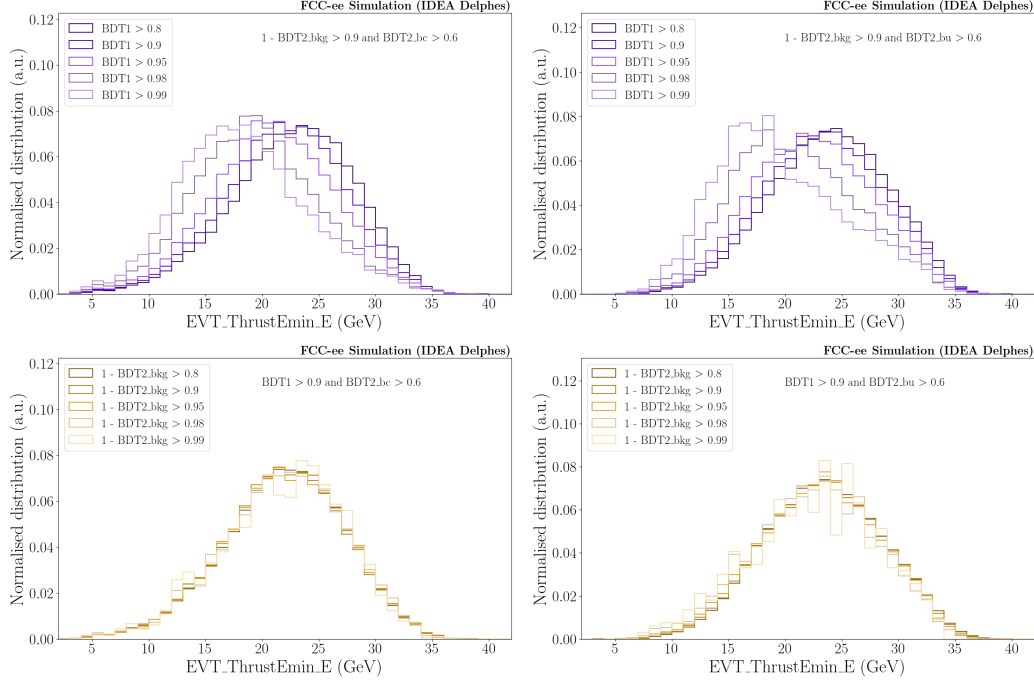 FCC-ee Simulation (IDEA Delphes)
0.12
0.10
0.08
0.06
0.04
0.02
0.00
Normalised distribution (a.u.)
BDT1 > 0.8
BDT1 > 0.9
BDT1 > 0.95
BDT1 > 0.98
BDT1 > 0.99
1 - BDT2_bkg > 0.9 and BDT2_bc > 0.6
5 10 15 20 25 30 35 40
EVT_ThrustEmin_E (GeV)
FCC-ee Simulation (IDEA Delphes)
0.12
0.10
0.08
0.06
0.04
0.02
0.00
Normalised distribution (a.u.)
BDT1 > 0.8
BDT1 > 0.9
BDT1 > 0.95
BDT1 > 0.98
BDT1 > 0.99
1 - BDT2_bkg > 0.9 and BDT2_bu > 0.6
5 10 15 20 25 30 35 40
EVT_ThrustEmin_E (GeV)
FCC-ee Simulation (IDEA Delphes)
0.12
0.10
0.08
0.06
0.04
0.02
0.00
Normalised distribution (a.u.)
1 - BDT2_bkg > 0.8
1 - BDT2_bkg > 0.9
1 - BDT2_bkg > 0.95
1 - BDT2_bkg > 0.98
1 - BDT2_bkg > 0.99
BDT1 > 0.9 and BDT2_bc > 0.6
5 10 15 20 25 30 35 40
EVT_ThrustEmin_E (GeV)
FCC-ee Simulation (IDEA Delphes)
0.12
0.10
0.08
0.06
0.04
0.02
0.00
Normalised distribution (a.u.)
1 - BDT2_bkg > 0.8
1 - BDT2_bkg > 0.9
1 - BDT2_bkg > 0.95
1 - BDT2_bkg > 0.98
1 - BDT2_bkg > 0.99
BDT1 > 0.9 and BDT2_bu > 0.6
5 10 15 20 25 30 35 40
EVT_ThrustEmin_E (GeV)